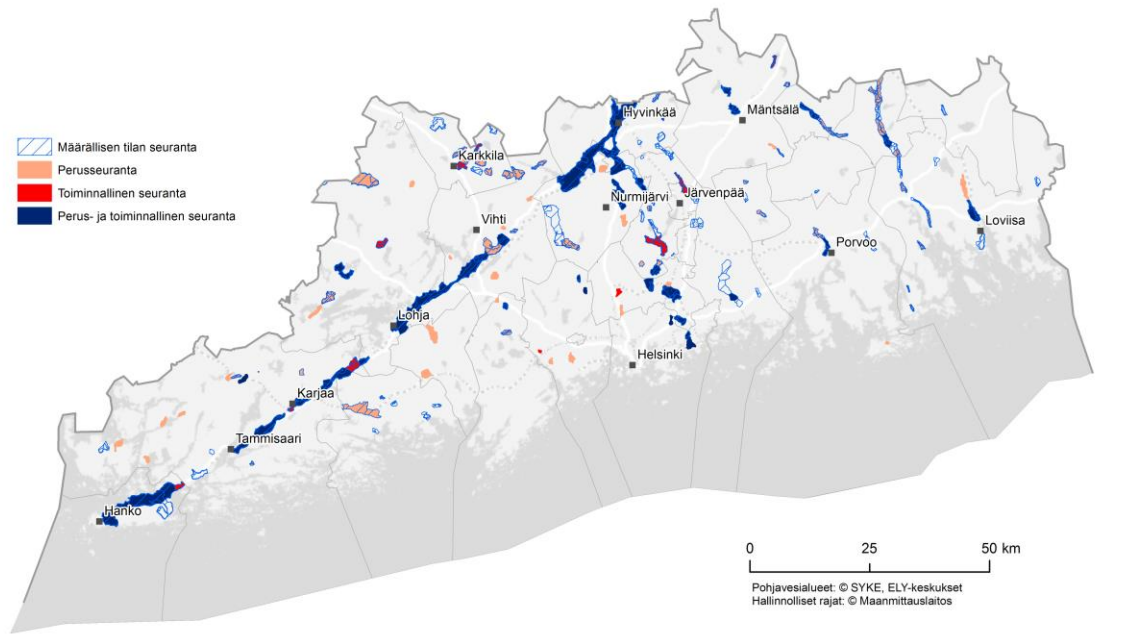 Määrällisen tilan seuranta
Perusseuranta
Toiminnallinen seuranta
Perus- ja toiminnallinen seuranta
Hyvinkää
Mäntsälä
Karkkila
Nurmijärvi
Järvenpää
Vihti
Loviisa
Porvoo
Lohja
Helsinki
Karjaa
Tammisaari
Hanko
0 25 50 km
Pohjavesialueet: © SYKE, ELY-keskukset
Hallinnolliset rajat: © Maanmittauslaitos